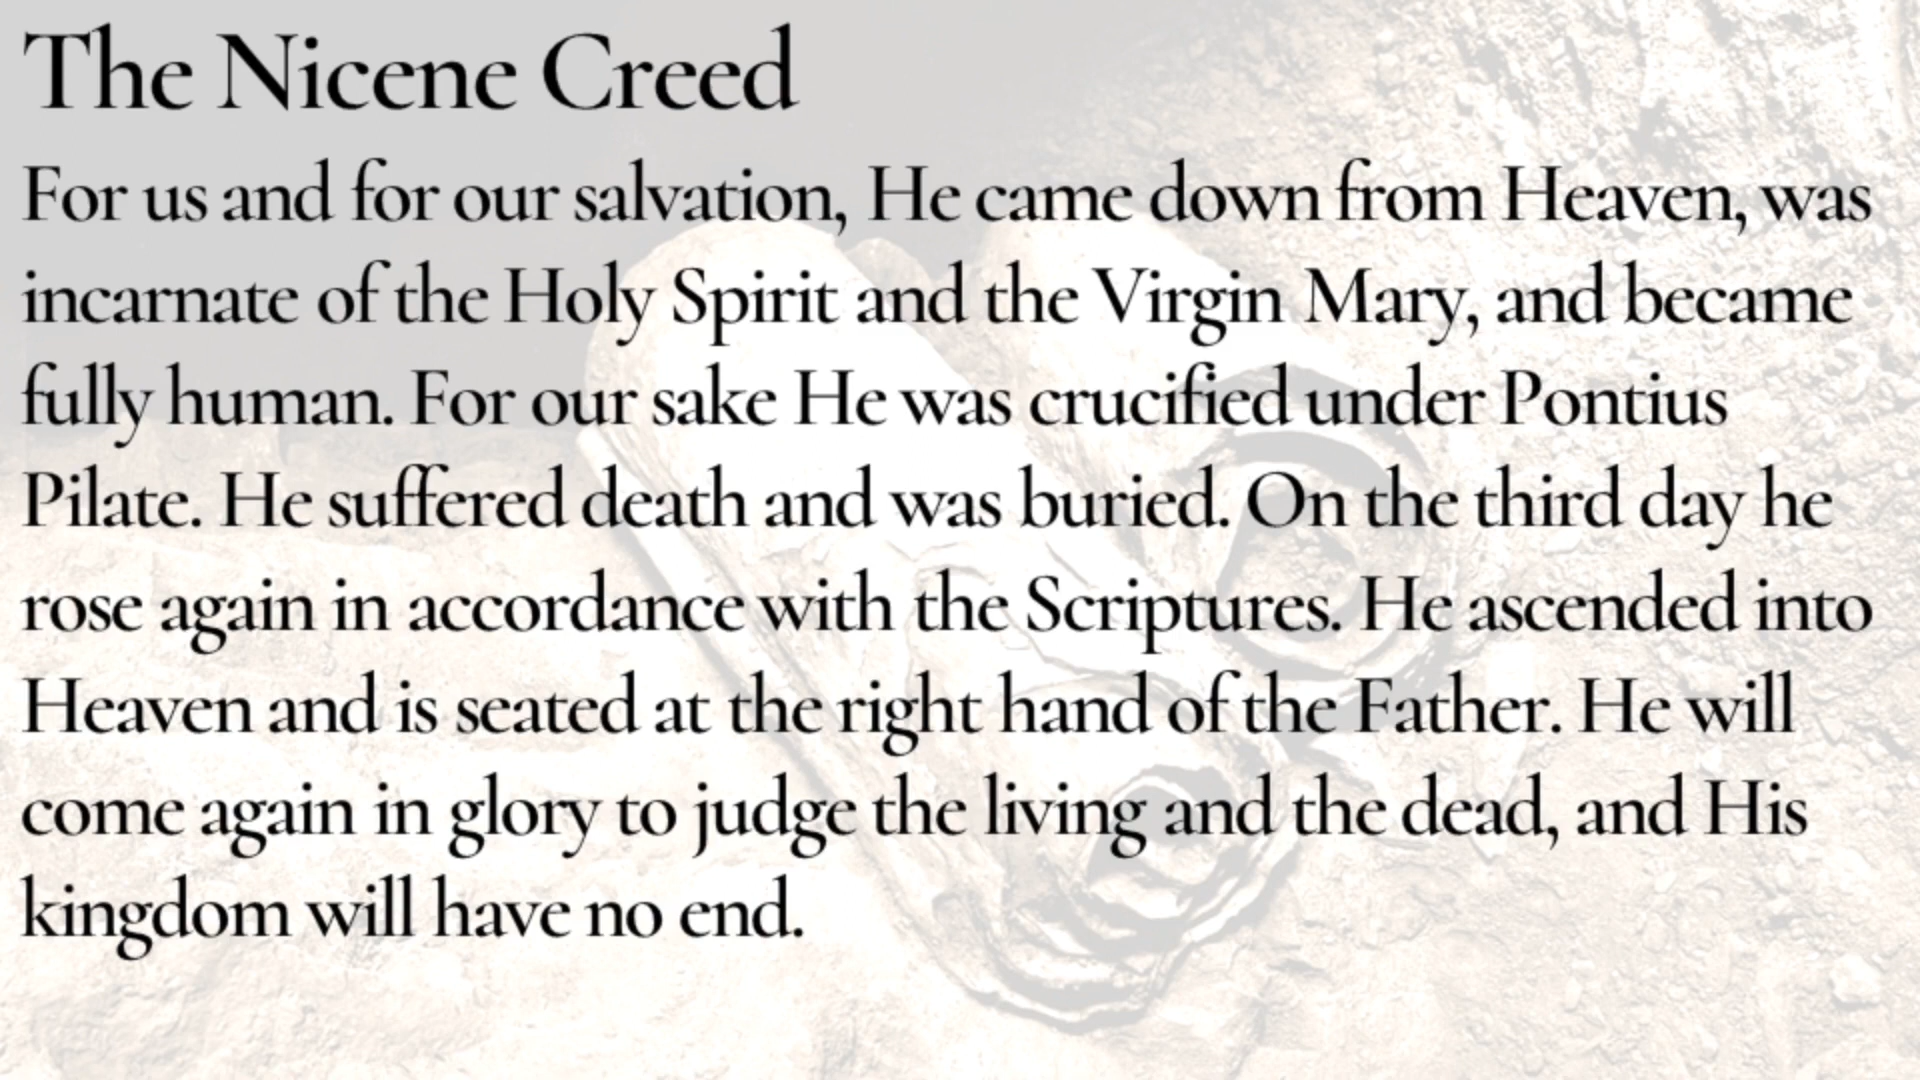 The Nicene Creed
For us and for our salvation, He came down from Heaven, was
incarnate of the Holy Spirit and the Virgin Mary, and became
fully human. For our sake He was crucified under Pontius
Pilate. He suffered death and was buried. On the third day he
rose again in accordance with the Scriptures. He ascended into
Heaven and is seated at the right hand of the Father. He will
come again in glory to judge the living and the dead, and His
kingdom will have no end.